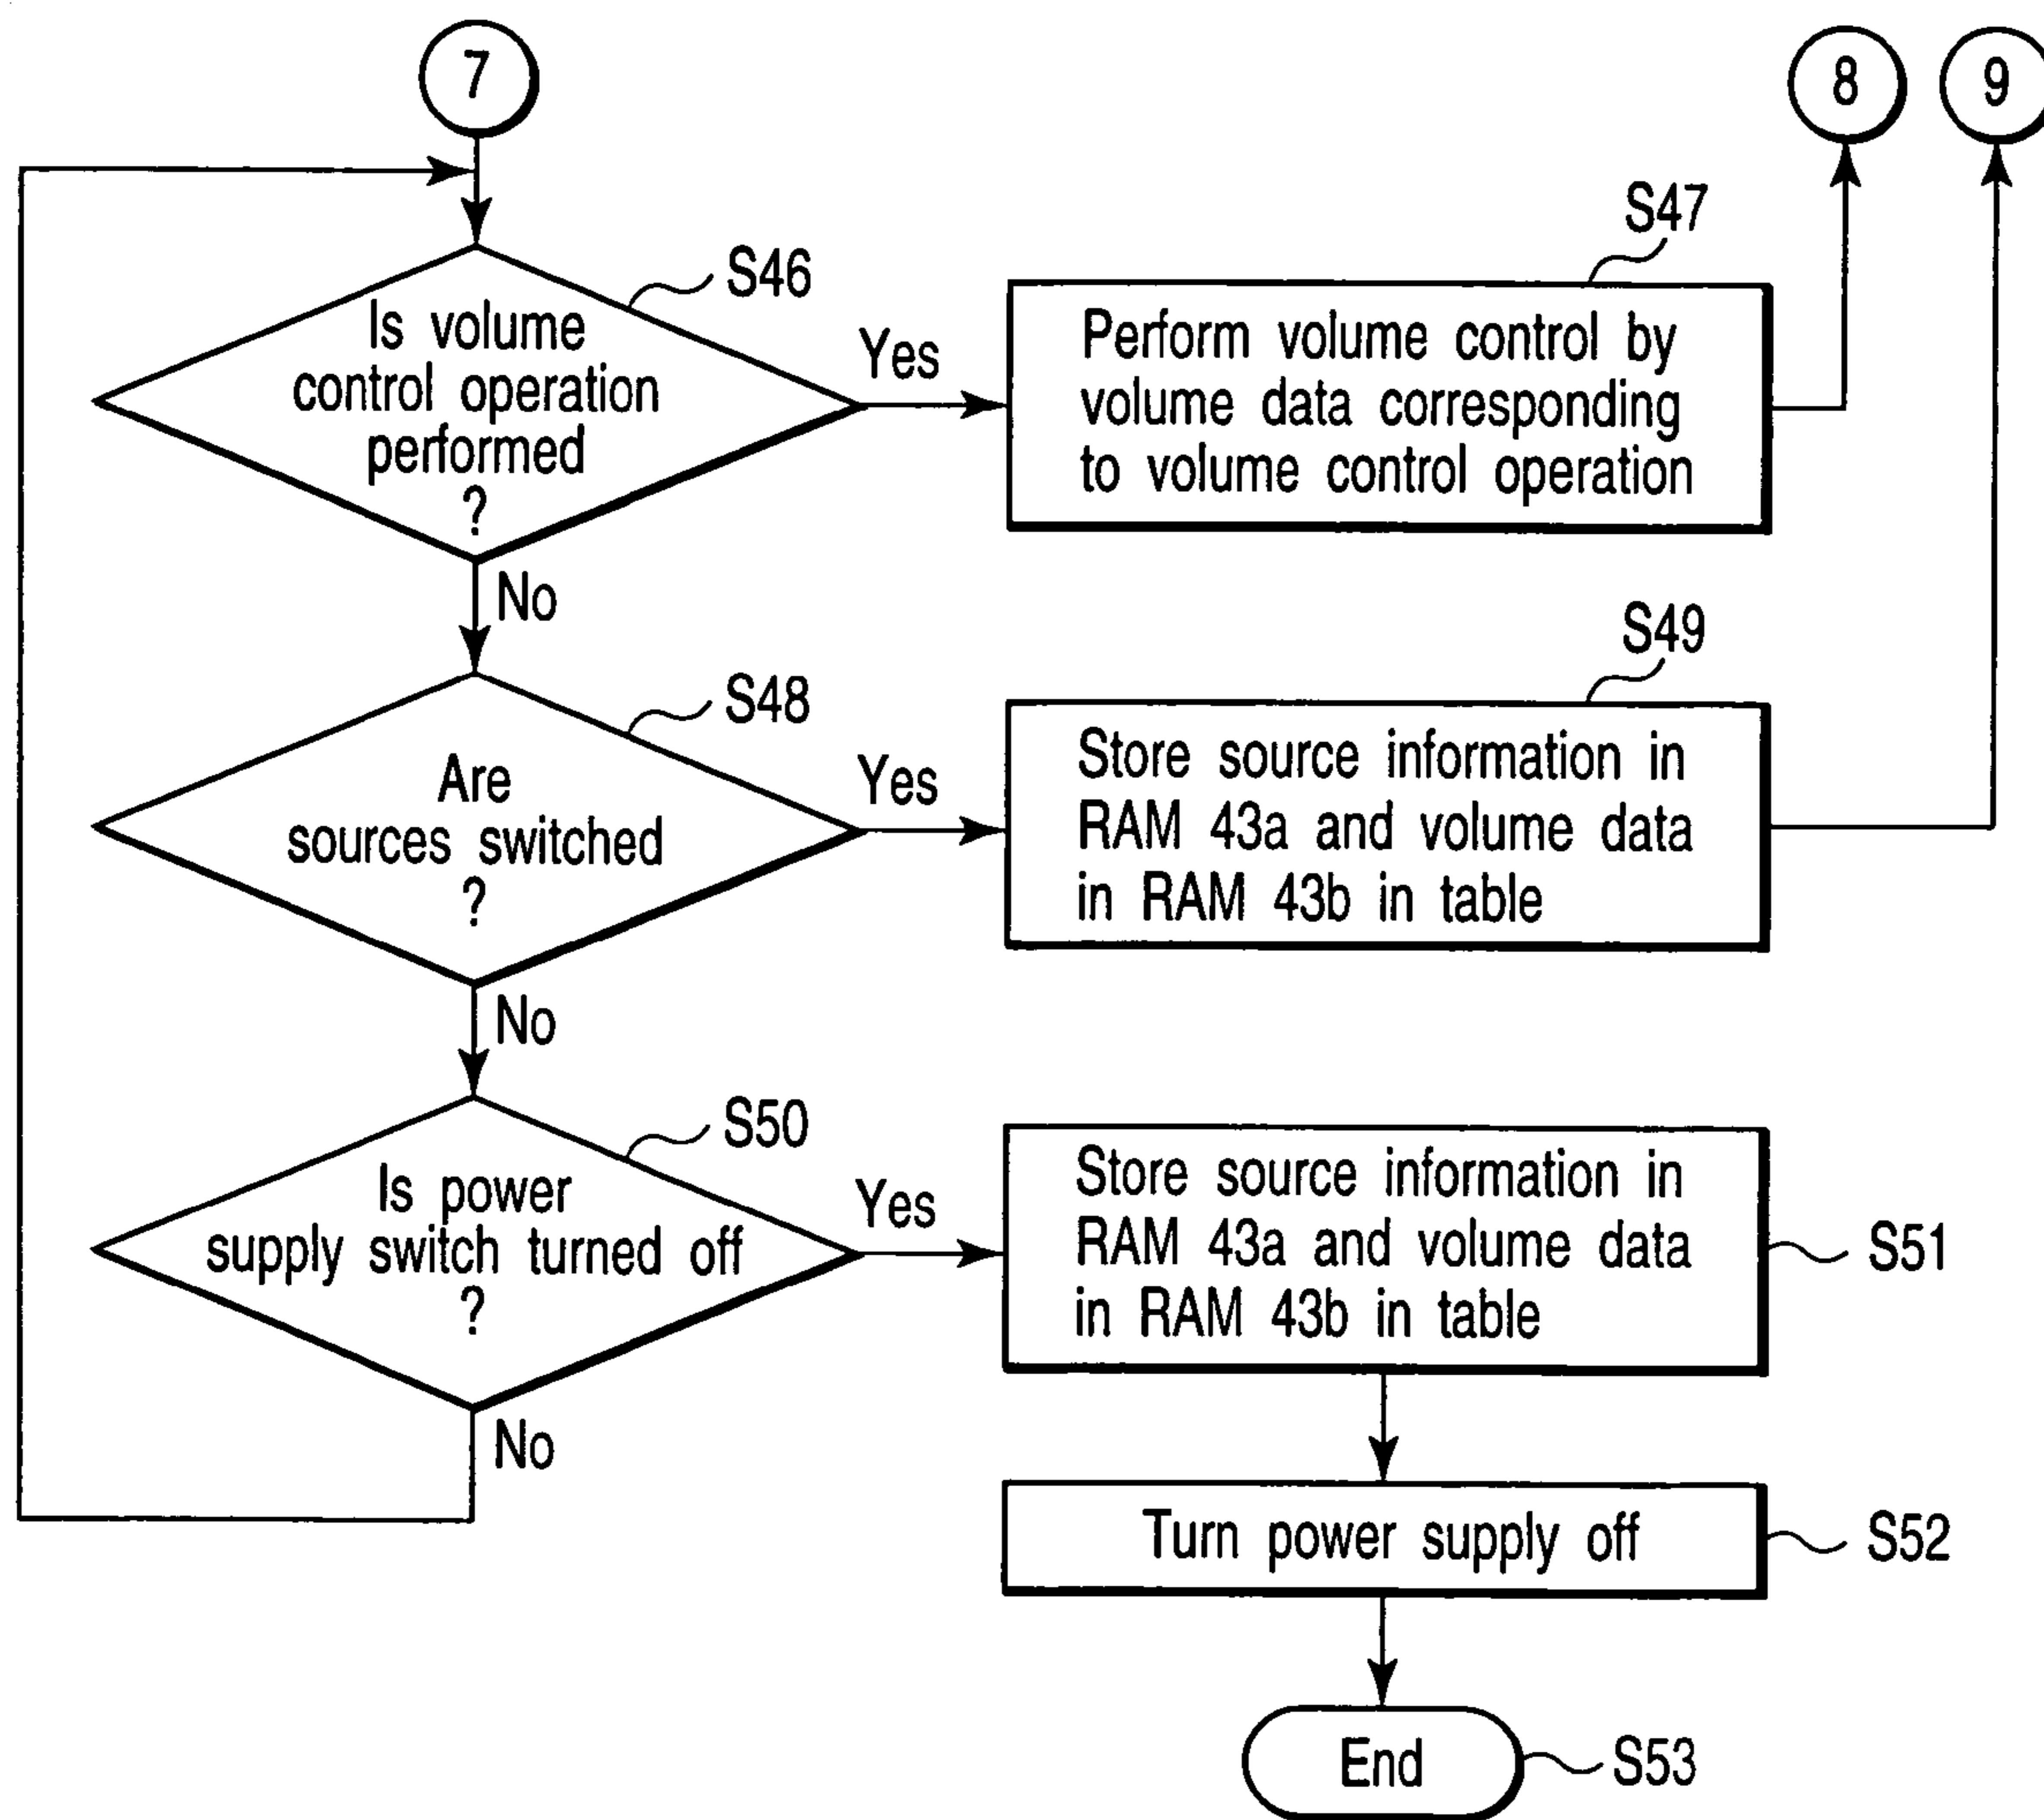 7
8
9
S46
Is volume
control operation
performed
?
Yes
No
S47
Perform volume control by
volume data corresponding
to volume control operation
S48
Are
sources switched
?
Yes
No
S49
Store source information in
RAM 43a and volume data
in RAM 43b in table
S50
Is power
supply switch turned off
?
Yes
No
Store source information in
RAM 43a and volume data
in RAM 43b in table
S51
Turn power supply off
S52
End
S53